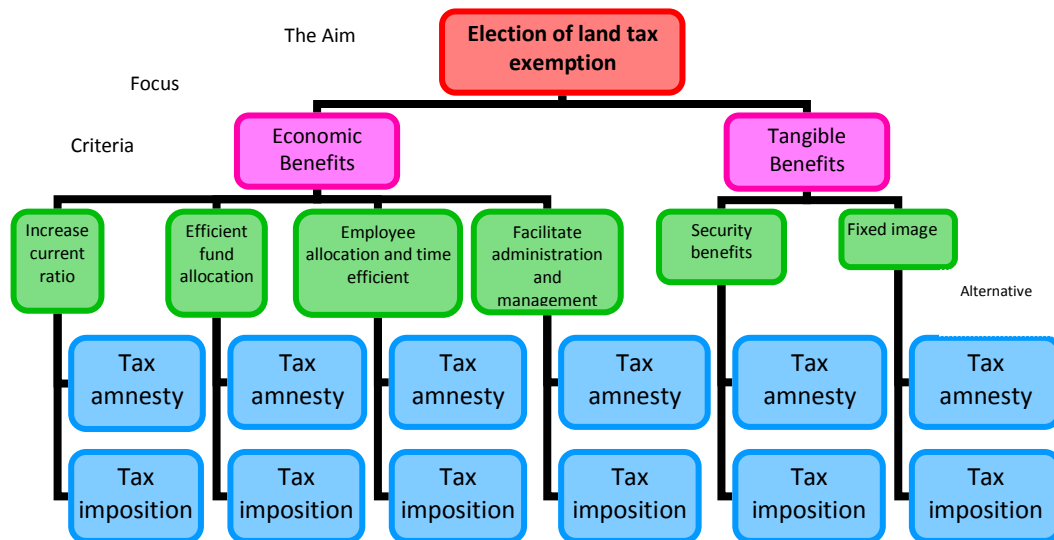 The Aim
Election of land tax
exemption
Focus
Criteria
Economic
Benefits
Tangible
Benefits
Increase
current
ratio
Efficient
fund
allocation
Employee
allocation and time
efficient
Facilitate
administration
and
management
Security
benefits
Fixed image
Alternative
Tax
amnesty
Tax
amnesty
Tax
amnesty
Tax
amnesty
Tax
amnesty
Tax
amnesty
Tax
imposition
Tax
imposition
Tax
imposition
Tax
imposition
Tax
imposition
Tax
imposition